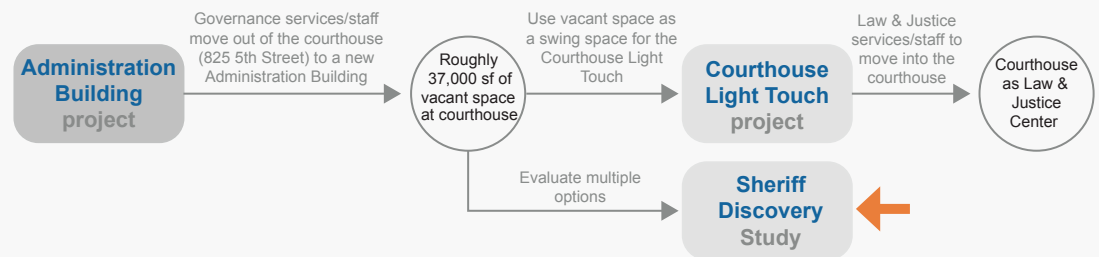 Administration
Building
project
Governance services/staff
move out of the courthouse
(825 5th Street) to a new
Administration Building
Roughly
37,000 sf of
vacant space
at courthouse
Use vacant space as
a swing space for the
Courthouse Light
Touch
Courthouse
Light Touch
project
Law & Justice
services/staff to
move into the
courthouse
Courthouse
as Law &
Justice
Center
Evaluate multiple
options
Sheriff
Discovery
Study